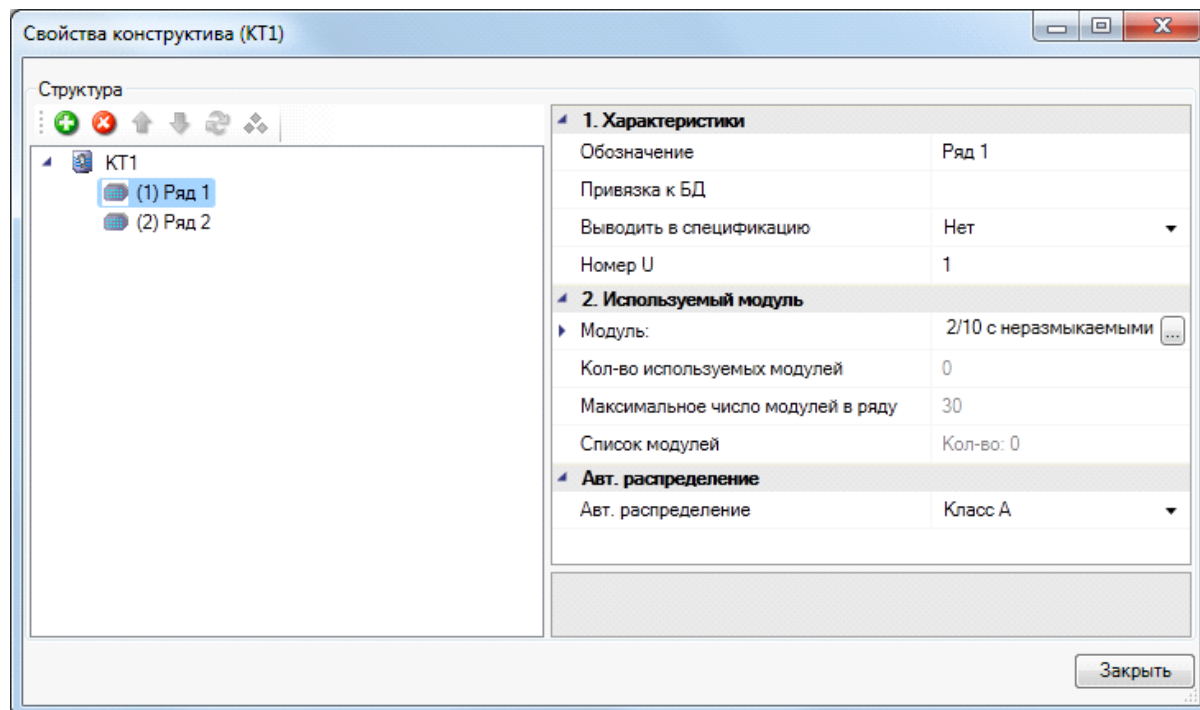 Свойства конструктива (КТ1)
Структура
КТ1
(1) Ряд 1
(2) Ряд 2
1. Характеристики
Обозначение Ряд 1
Привязка к БД
Выводить в спецификацию Нет
Номер U 1
2. Используемый модуль
Модуль: 2/10 с неразмыкаемыми ...
Кол-во используемых модулей 0
Максимальное число модулей в ряду 30
Список модулей Кол-во: 0
Авт. распределение
Авт. распределение Класс А
Закрыть